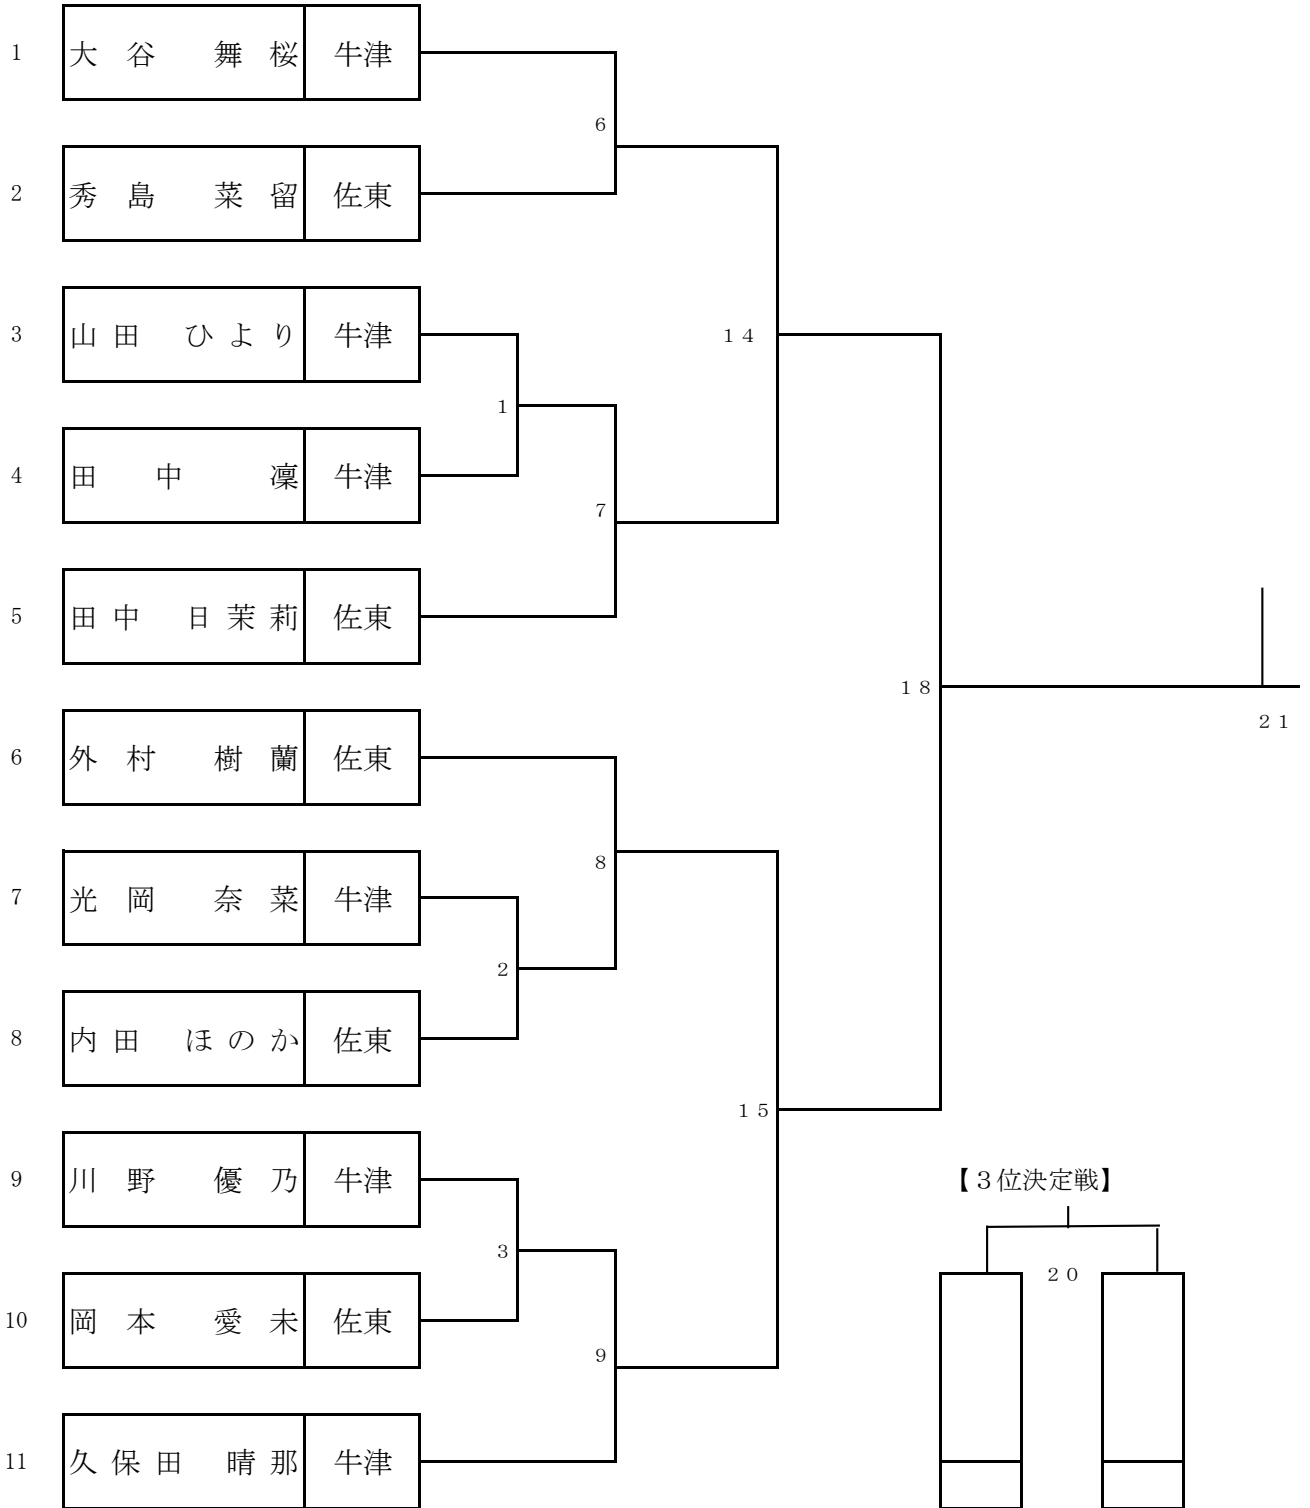 1 大谷 舞桜 牛津
6
2 秀島 菜留 佐東
14
3 山田 ひより 牛津
1
4 田中 凜 牛津
7
5 田中 日茉莉 佐東
18
21
6 外村 樹蘭 佐東
8
7 光岡 奈菜 牛津
2
8 内田 ほのか 佐東
15
9 川野 優乃 牛津
【3位決定戦】
3
20
10 岡本 愛未 佐東
9
11 久保田 晴那 牛津